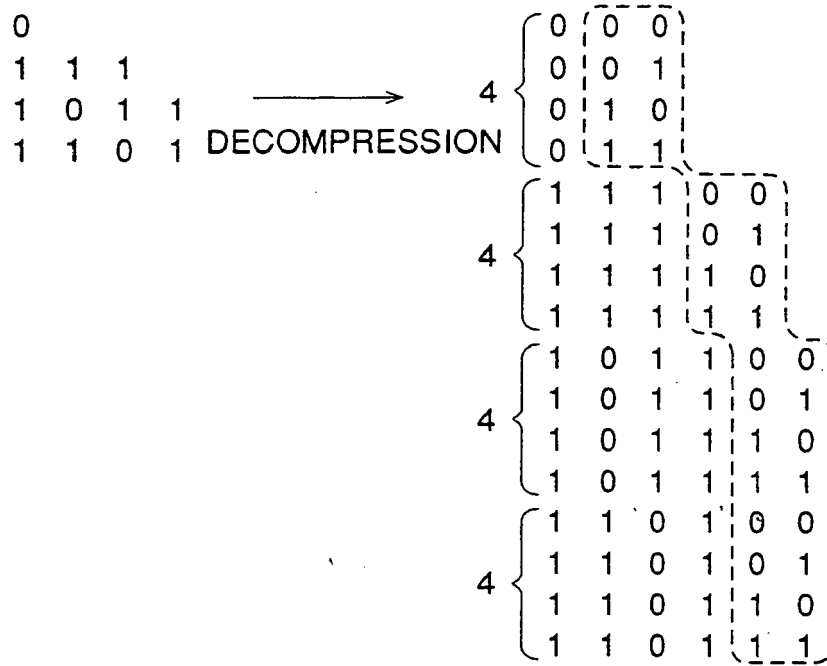 0
1 1 1
1 0 1 1
1 1 0 1
DECOMPRESSION
4
0 0 0
0 0 1
0 1 0
0 1 1
4
1 1 1 0 0
1 1 1 0 1
1 1 1 1 0
1 1 1 1 1
4
1 0 1 1 0 0
1 0 1 1 0 1
1 0 1 1 1 0
1 0 1 1 1 1
4
1 1 0 1 0 0
1 1 0 1 0 1
1 1 0 1 1 0
1 1 0 1 1 1